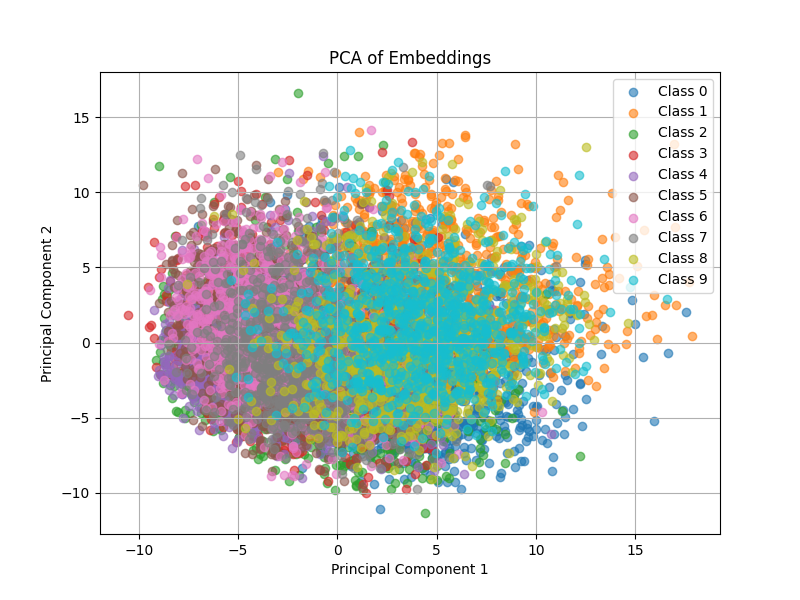 PCA of Embeddings
Principal Component 2
15
10
5
0
−5
−10
Class 0
Class 1
Class 2
Class 3
Class 4
Class 5
Class 6
Class 7
Class 8
Class 9
−10 −5 0 5 10 15
Principal Component 1